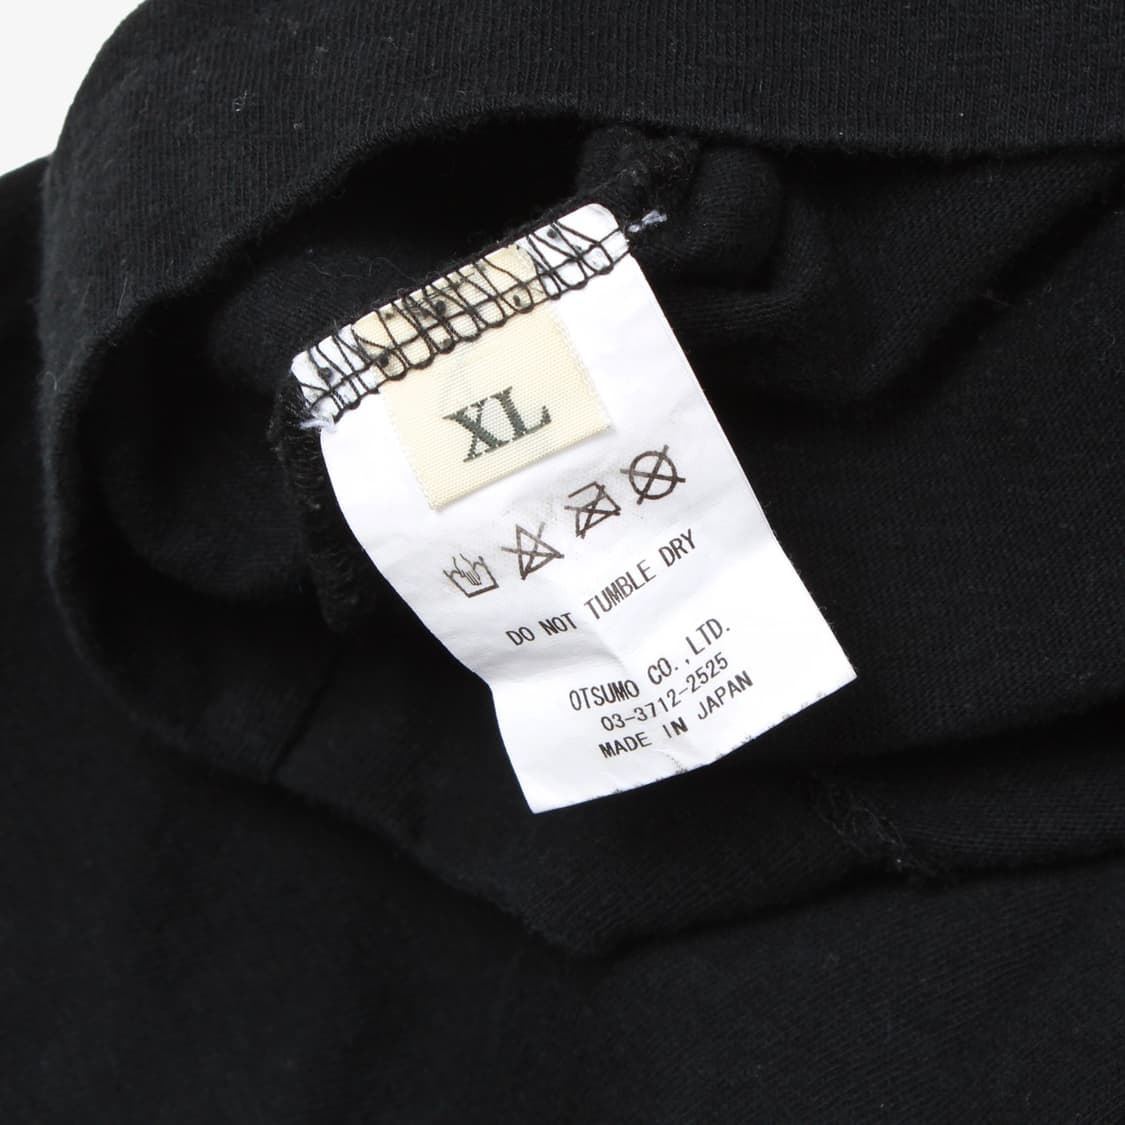 XL
DO NOT TUMBLE DRY
OTSUMO CO.,LTD.
03-3712-2525
MADE IN JAPAN